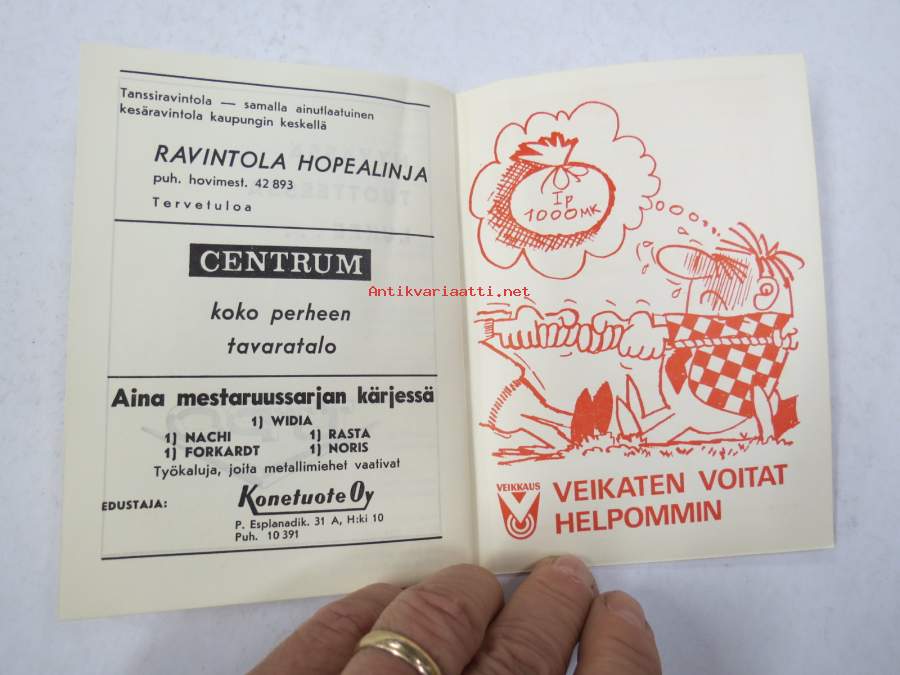 Tanssiravintola — samalla ainutlaatuinen
kesäravintola kaupungin keskellä
RAVINTOLA HOPEALINJA
puh. hovimest. 42 893
Tervetuloa
CENTRUM
koko perheen
tavaratalo
Aina mestaruussarjan kärjessä
1) WIDIA
1) NACHI 1) RASTA
1) FORKARDT 1) NORIS
Työkaluja, joita metallimiehet vaativat
EDUSTAJA: Konetuote Oy
P. Esplanadik. 31 A, H:ki 10
Puh. 10 391
Ip
1000MK
Antikvariaatti.net
VEIKKAUS
VEIKATEN VOITAT
HELPOMMIN